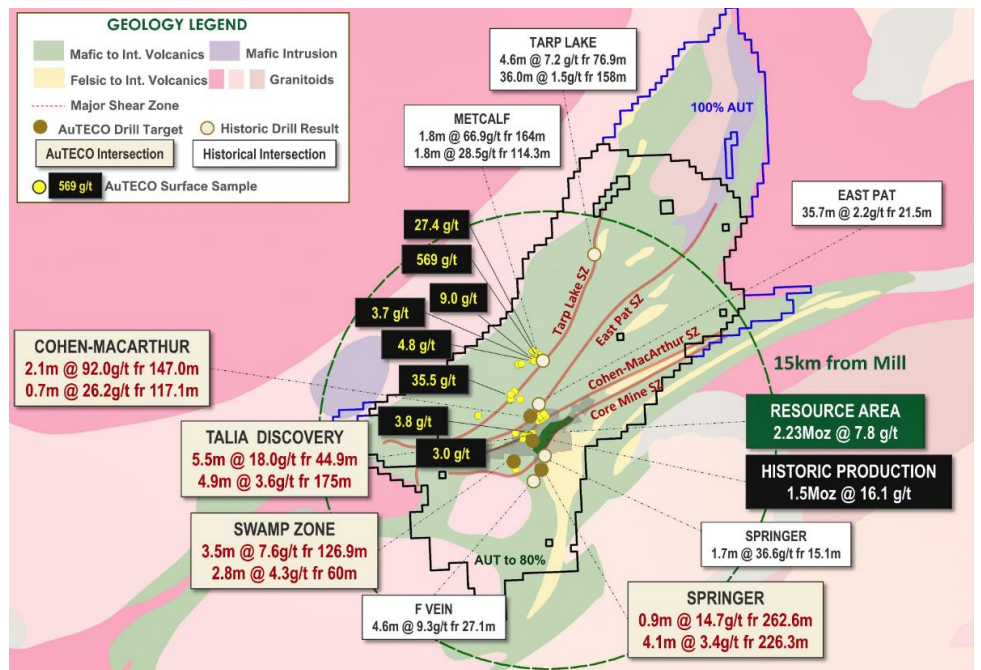 GEOLOGY LEGEND
Mafic to Int. Volcanics
Mafic Intrusion
Felsic to Int. Volcanics
Granitoids
Major Shear Zone
AuTECO Drill Target
Historic Drill Result
AuTECO Intersection
Historical Intersection
569 g/t
AuTECO Surface Sample
TARP LAKE
4.6m @ 7.2 g/t fr 76.9m
36.0m @ 1.5g/t fr 158m
METCALF
1.8m @ 66.9g/t fr 164m
1.8m @ 28.5g/t fr 114.3m
100% AUT
EAST PAT
35.7m @ 2.2g/t fr 21.5m
27.4 g/t
569 g/t
9.0 g/t
3.7 g/t
4.8 g/t
35.5 g/t
3.8 g/t
3.0 g/t
Tarp Lake SZ
East Pat SZ
Cohen-MacArthur SZ
Core Mine SZ
15km from Mill
COHEN-MACARTHUR
2.1m @ 92.0g/t fr 147.0m
0.7m @ 26.2g/t fr 117.1m
TALIA DISCOVERY
5.5m @ 18.0g/t fr 44.9m
4.9m @ 3.6g/t fr 175m
SWAMP ZONE
3.5m @ 7.6g/t fr 126.9m
2.8m @ 4.3g/t fr 60m
RESOURCE AREA
2.23Moz @ 7.8 g/t
HISTORIC PRODUCTION
1.5Moz @ 16.1 g/t
SPRINGER
1.7m @ 36.6g/t fr 15.1m
AUT to 80%
F VEIN
4.6m @ 9.3g/t fr 27.1m
SPRINGER
0.9m @ 14.7g/t fr 262.6m
4.1m @ 3.4g/t fr 226.3m